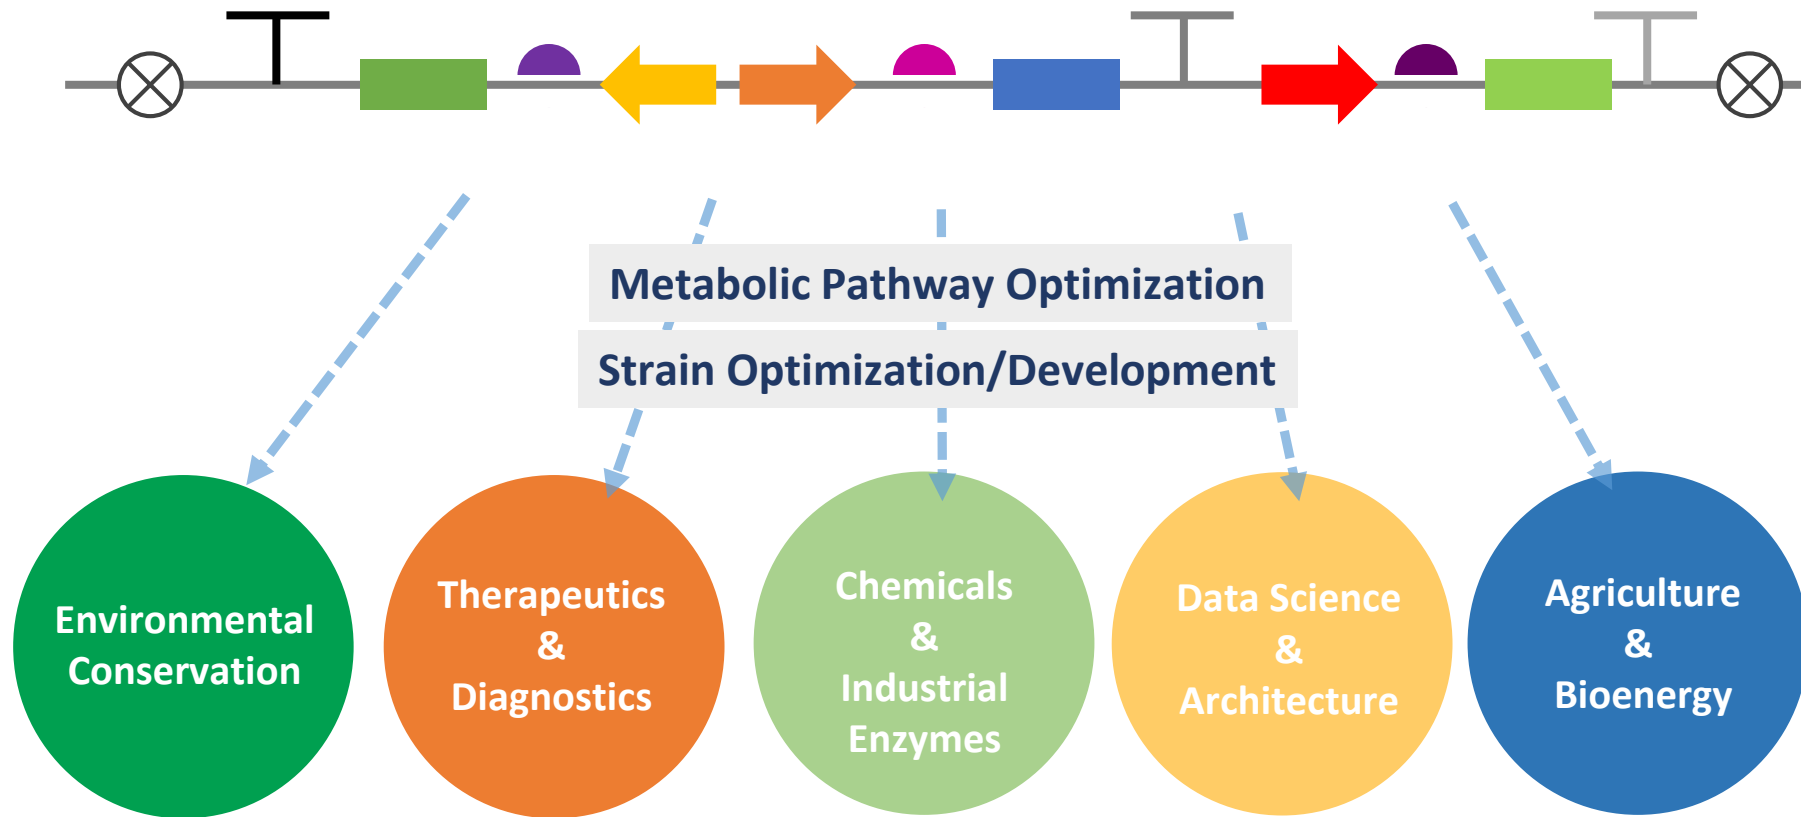 Metabolic Pathway Optimization
Strain Optimization/Development
Environmental
Conservation
Therapeutics
&
Diagnostics
Chemicals
&
Industrial
Enzymes
Data Science
&
Architecture
Agriculture
&
Bioenergy